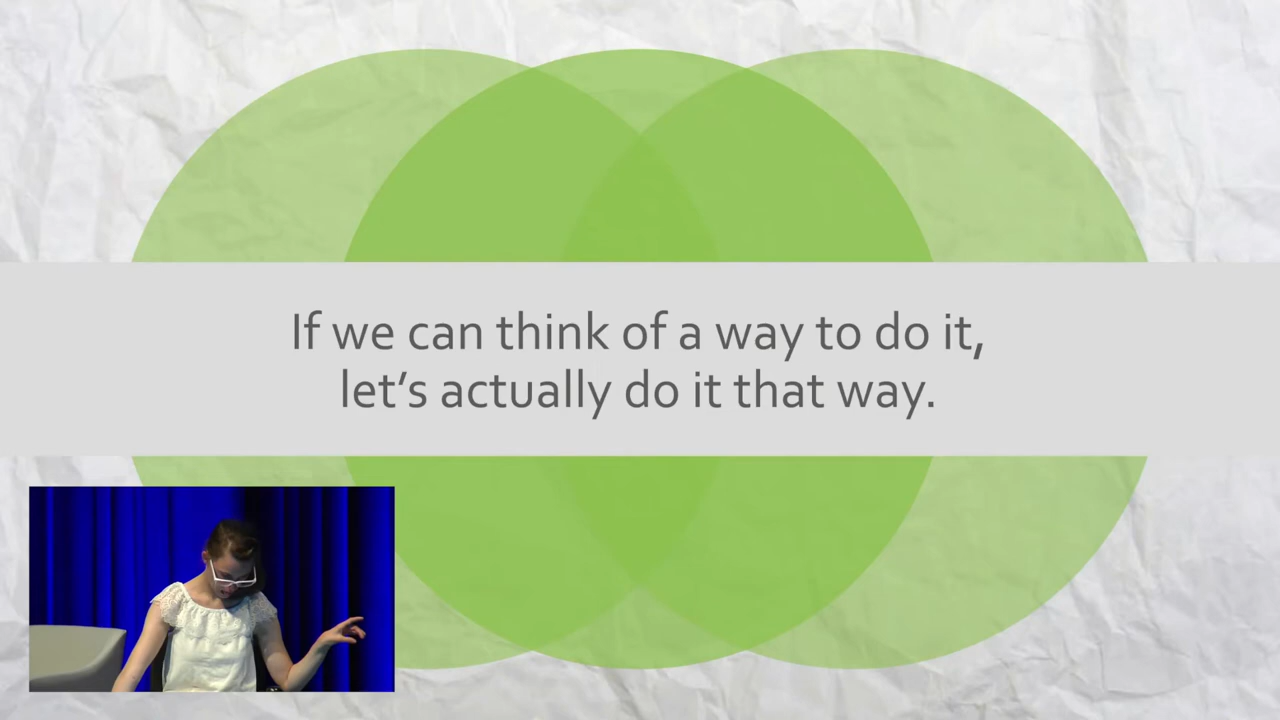 If we can think of a way to do it,
let’s actually do it that way.